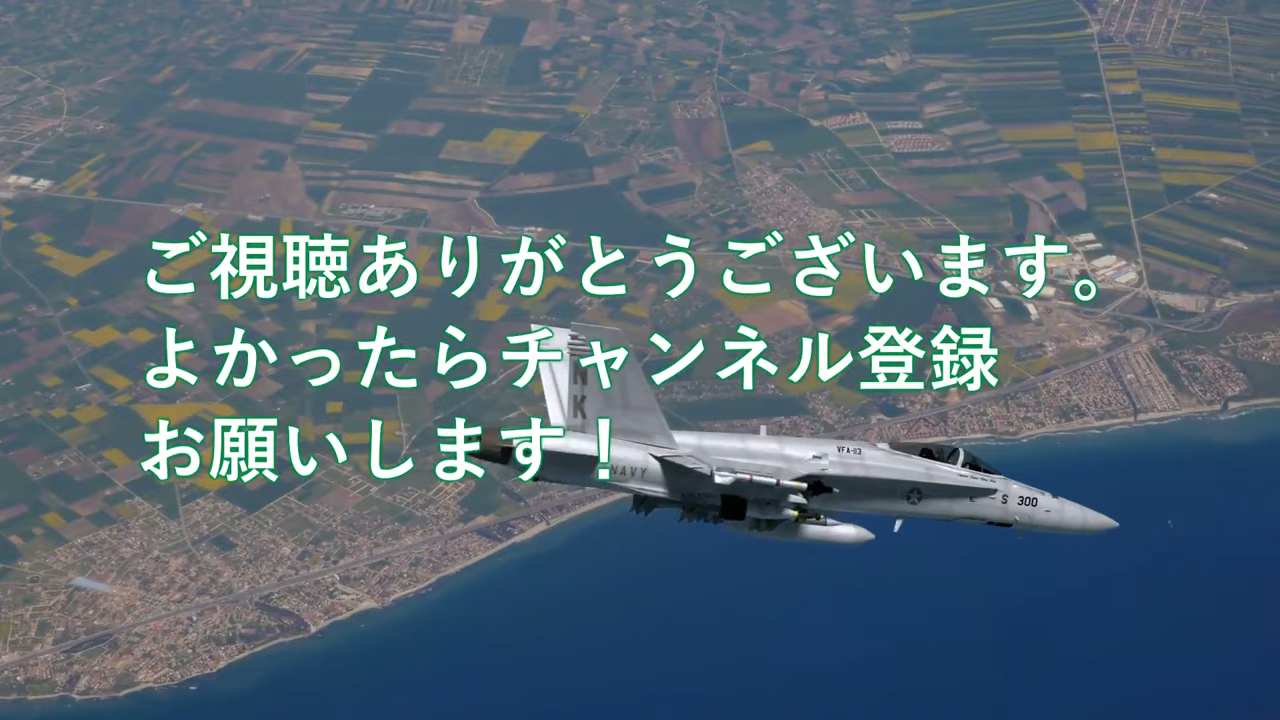 ご視聴ありがとうございます。
よかったらチャンネル登録
お願いします！
NK
NAVY
VFA-113
S 300